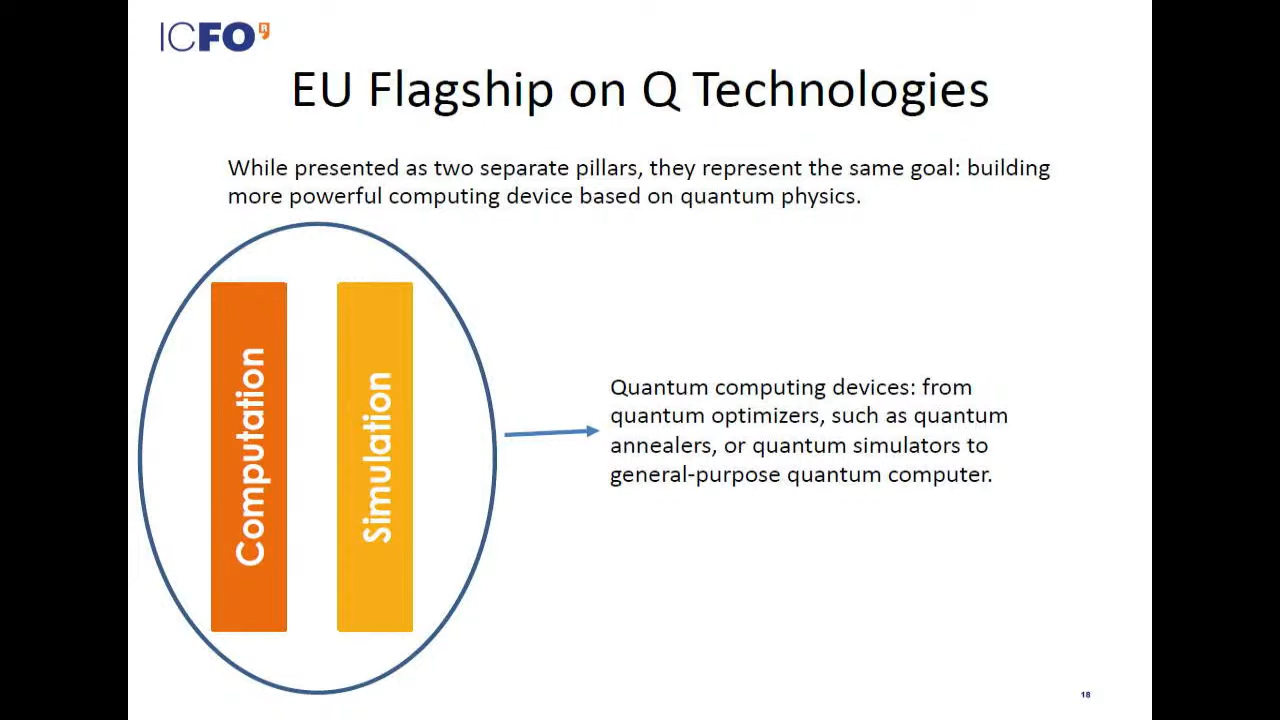 ICFO
R
EU Flagship on Q Technologies
While presented as two separate pillars, they represent the same goal: building
more powerful computing device based on quantum physics.
Computation
Simulation
Quantum computing devices: from
quantum optimizers, such as quantum
annealers, or quantum simulators to
general-purpose quantum computer.
18